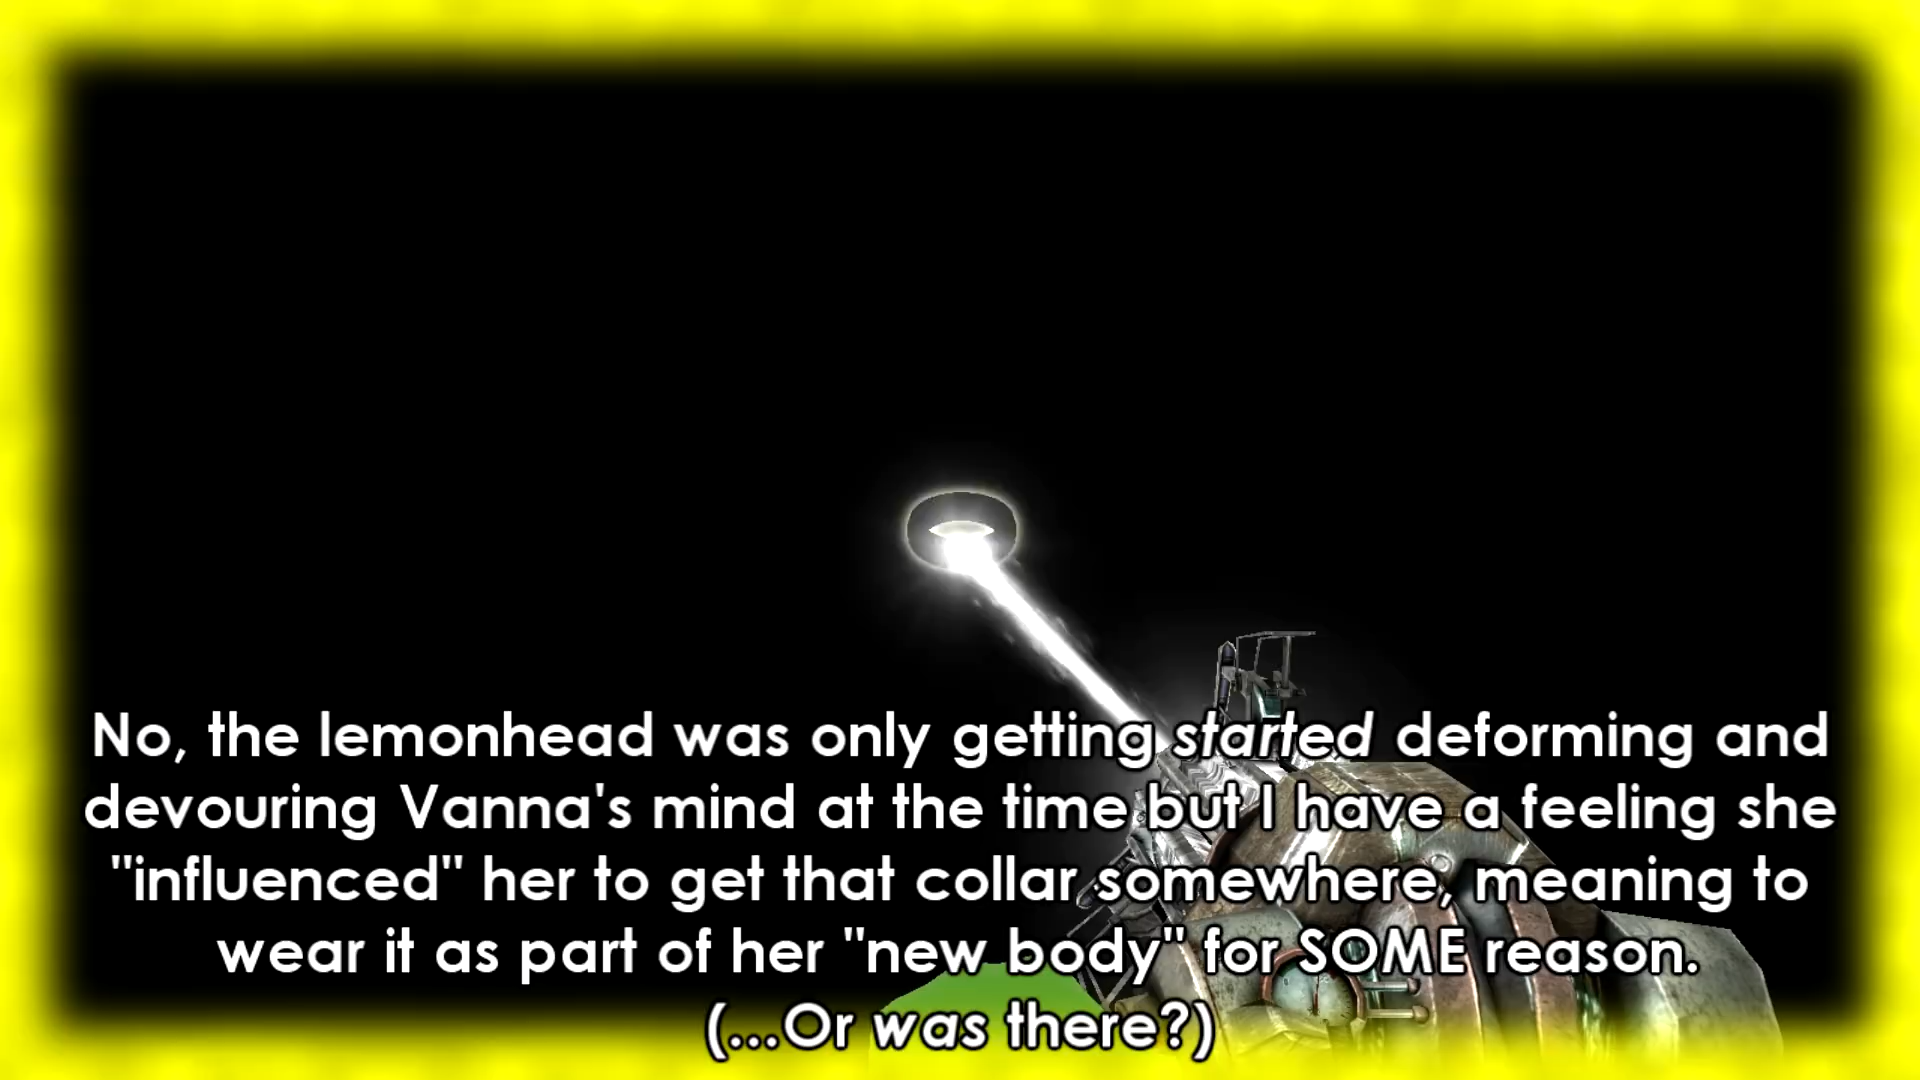 No, the lemonhead was only getting started deforming and
devouring Vanna's mind at the time but I have a feeling she
"influenced" her to get that collar somewhere, meaning to
wear it as part of her "new body" for SOME reason.
(...Or was there?)